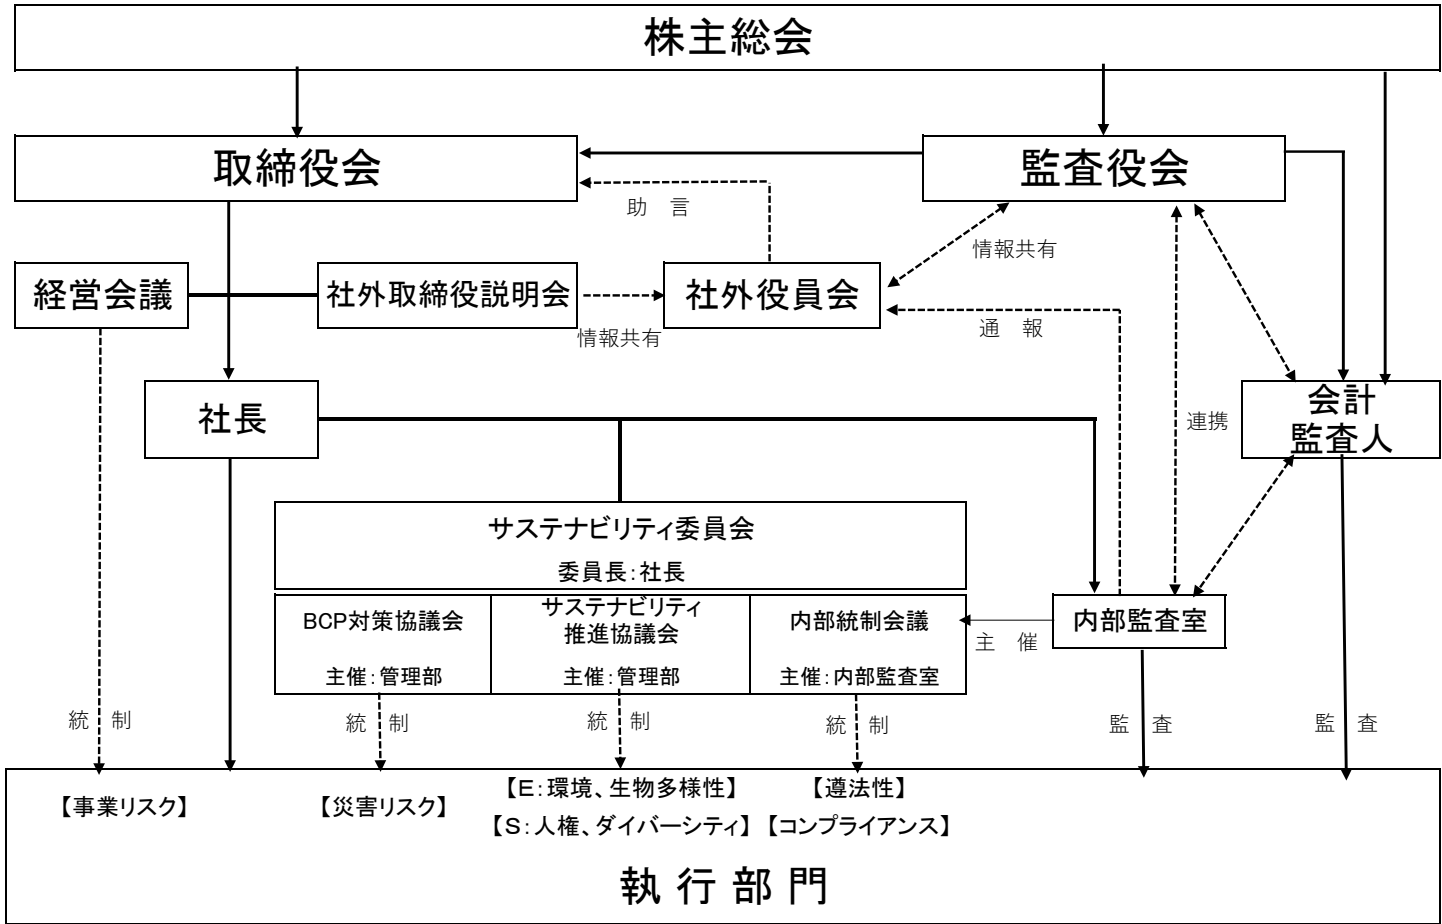 株主総会
取締役会
監査役会
助　言
情報共有
経営会議
社外取締役説明会
社外役員会
情報共有
通　報
社長
会計
監査人
連携
サステナビリティ委員会
委員長：社長
BCP対策協議会
主催：管理部
サステナビリティ
推進協議会
主催：管理部
内部統制会議
主催：内部監査室
主　催
内部監査室
統　制
統　制
統　制
統　制
監　査
監　査
【事業リスク】
【災害リスク】
【E：環境、生物多様性】
【S：人権、ダイバーシティ】
【遵法性】
【コンプライアンス】
執 行 部 門